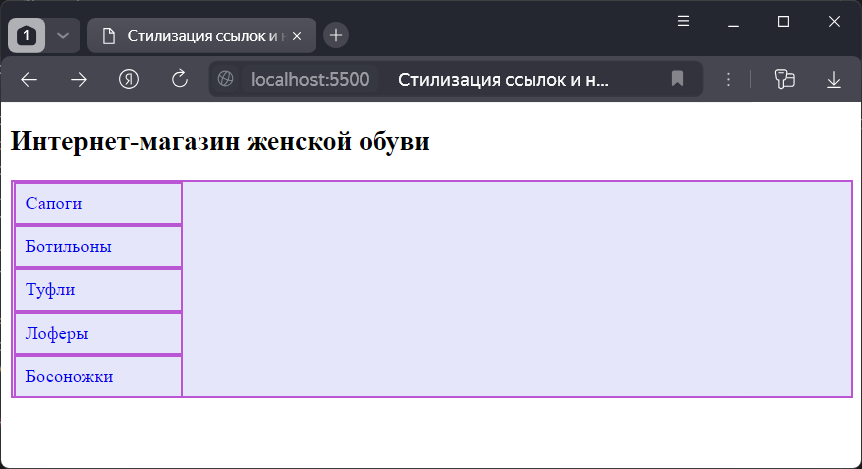 1
Стилизация ссылок и н
localhost:5500 Стилизация ссылок и н...
Интернет-магазин женской обуви
Сапоги
Ботильоны
Туфли
Лоферы
Босоножки